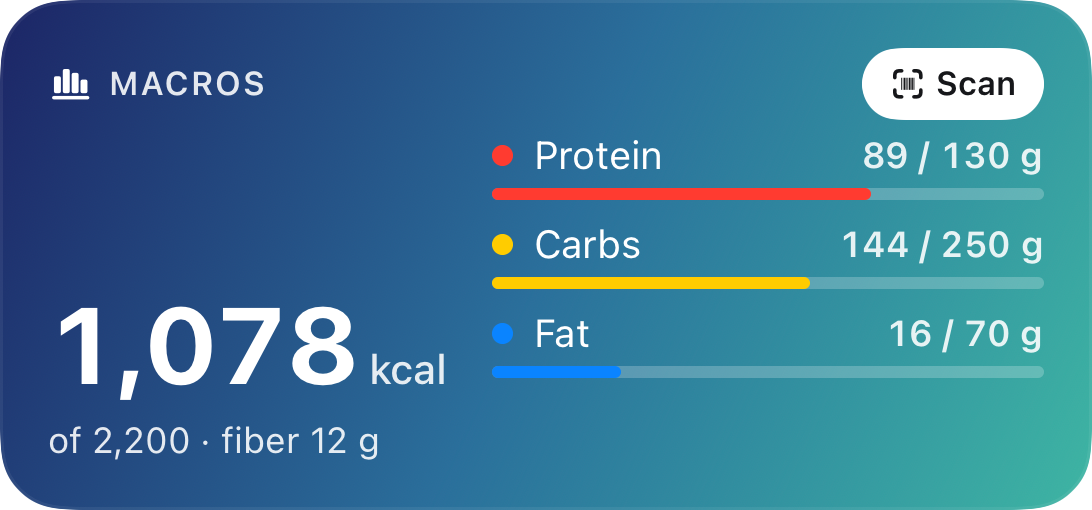 MACROS
Scan
Protein 89 / 130 g
Carbs 144 / 250 g
Fat 16 / 70 g
1,078 kcal
of 2,200 · fiber 12 g